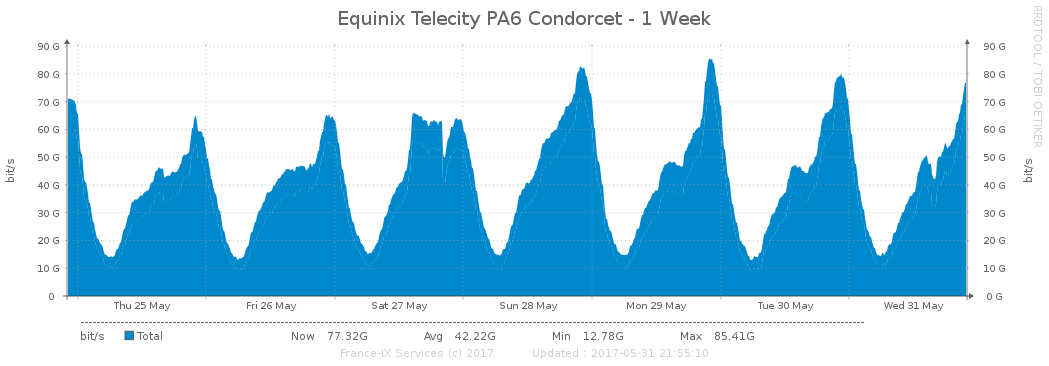 Equinix Telecity PA6 Condorcet - 1 Week
RRDTOOL / TOBI OETIKER
bit/s
90 G
80 G
70 G
60 G
50 G
40 G
30 G
20 G
10 G
0
90 G
80 G
70 G
60 G
50 G
40 G
30 G
20 G
10 G
0 G
bit/s
Thu 25 May Fri 26 May Sat 27 May Sun 28 May Mon 29 May Tue 30 May Wed 31 May
bit/s Total Now 77.32G Avg 42.22G Min 12.78G Max 85.41G
France-IX Services (c) 2017 Updated : 2017-05-31 21:55:10